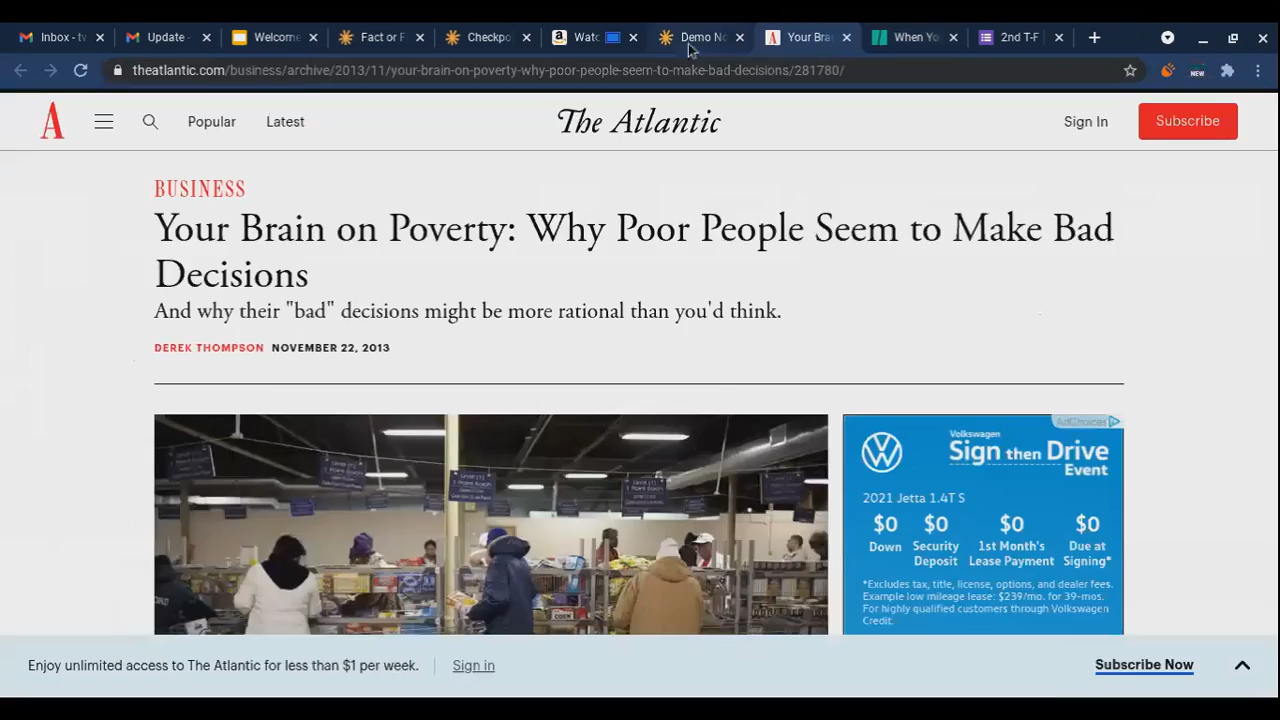 Inbox - tv
Update -
Welcome
Fact or F
Checkpo
Watc
Demo No
Your Brai
When Yo
2nd T-F
theatlantic.com/business/archive/2013/11/your-brain-on-poverty-why-poor-people-seem-to-make-bad-decisions/281780/
NEW
A
Popular
Latest
The Atlantic
Sign In
Subscribe
BUSINESS
Your Brain on Poverty: Why Poor People Seem to Make Bad
Decisions
And why their "bad" decisions might be more rational than you'd think.
DEREK THOMPSON NOVEMBER 22, 2013
AdChoices
Volkswagen
Sign then Drive
Event
2021 Jetta 1.4T S
$0 $0 $0 $0
Down Security 1st Month's Due at
Deposit Lease Payment Signing*
*Excludes tax, title, license, options, and dealer fees.
Example low mileage lease: $239/mo. for 39-mos.
For highly qualified customers through Volkswagen
Credit.
Enjoy unlimited access to The Atlantic for less than $1 per week.
Sign in
Subscribe Now